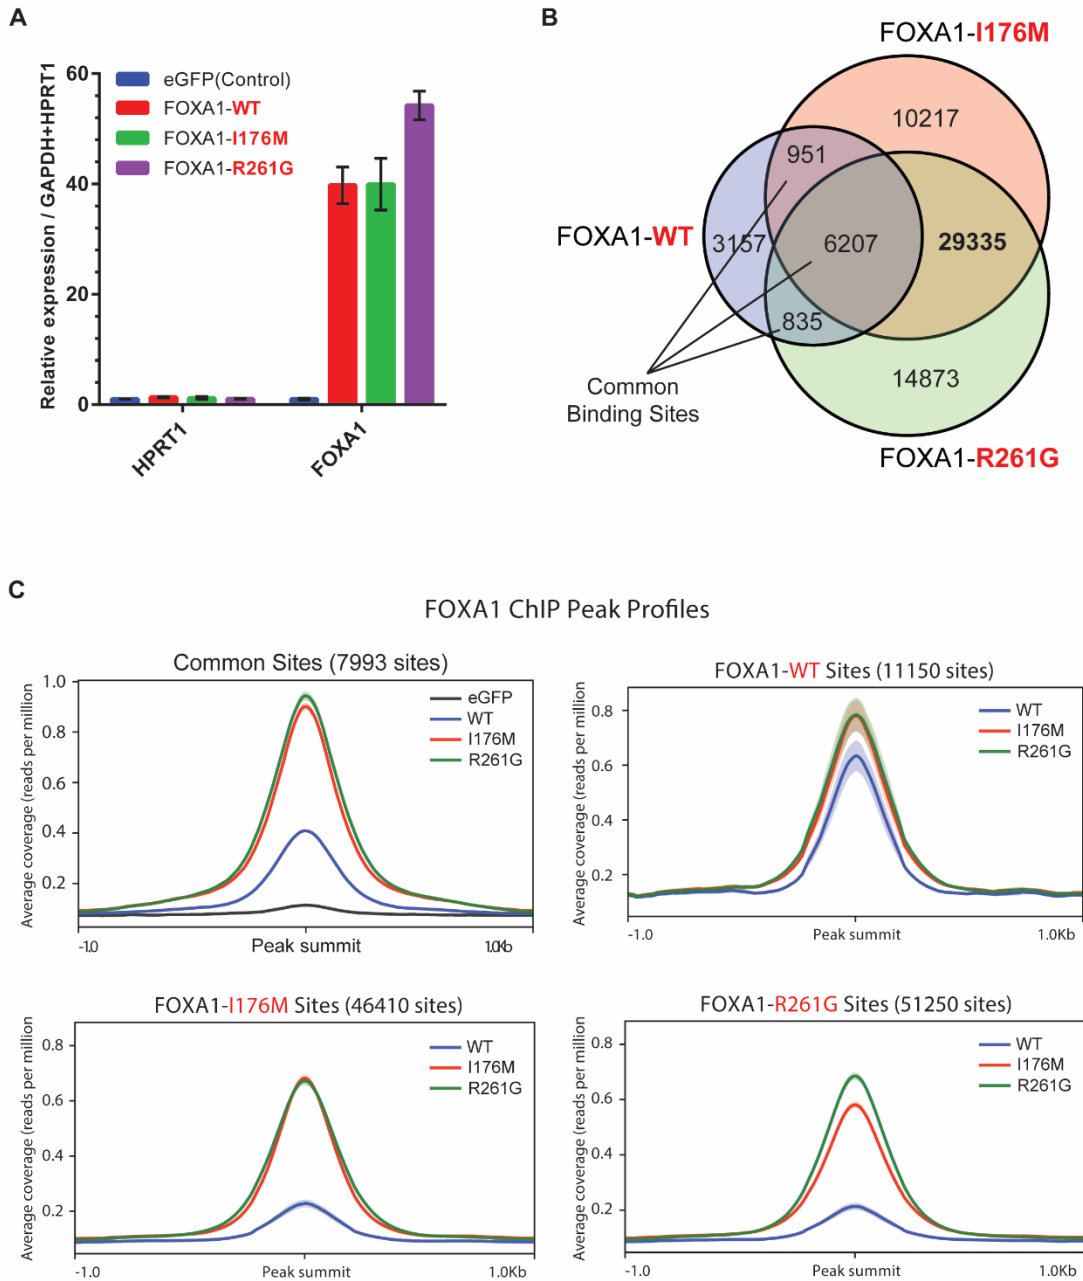 A
60
40
20
0
Relative expression / GAPDH+HPRT1
eGFP(Control)
FOXA1-WT
FOXA1-I176M
FOXA1-R261G
HPRT1
FOXA1
B
FOXA1-I176M
10217
951
FOXA1-WT
3157
6207
29335
835
14873
Common
Binding Sites
FOXA1-R261G
C
FOXA1 ChIP Peak Profiles
Common Sites (7993 sites)
Average coverage (reads per million
1.0
0.8
0.6
0.4
0.2
eGFP
WT
I176M
R261G
-1.0
Peak summit
1.0Kb
FOXA1-WT Sites (11150 sites)
Average coverage (reads per million
0.8
0.6
0.4
0.2
WT
I176M
R261G
-1.0
Peak summit
1.0Kb
FOXA1-I176M Sites (46410 sites)
Average coverage (reads per million
0.8
0.6
0.4
0.2
WT
I176M
R261G
-1.0
Peak summit
1.0Kb
FOXA1-R261G Sites (51250 sites)
Average coverage (reads per million
0.8
0.6
0.4
0.2
WT
I176M
R261G
-1.0
Peak summit
1.0Kb